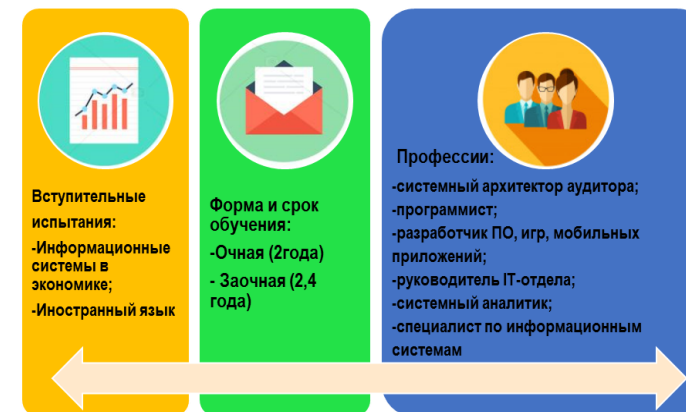 Вступительные
испытания:
-Информационные
системы в
экономике;
-Иностранный язык
Форма и срок
обучения:
-Очная (2года)
- Заочная (2,4
года)
Профессии:
-системный архитектор аудитора;
-программист;
-разработчик ПО, игр, мобильных
приложений;
-руководитель IT-отдела;
-системный аналитик;
-специалист по информационным
системам